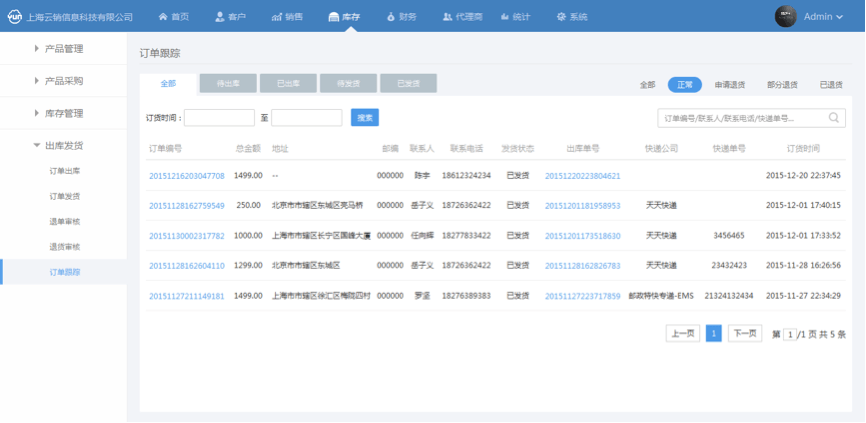 yun 上海云销信息科技有限公司 首页 客户 销售 库存 财务 代理商 统计 系统 Admin
产品管理
产品采购
库存管理
出库发货
订单出库
订单发货
退单审核
退货审核
订单跟踪
订单跟踪
全部 待出库 已出库 待发货 已发货 全部 正常 申请退货 部分退货 已退货
订货时间: 至 搜索 订单编号/联系人/联系电话/快递单号...
订单编号 总金额 地址 邮编 联系人 联系电话 发货状态 出库单号 快递公司 快递单号 订货时间
20151216203047708 1499.00 -- 000000 陈宇 18612324234 已发货 20151220223804621 2015-12-20 22:37:45
20151128162759549 250.00 北京市市辖区东城区亮马桥 000000 岳子义 18726362422 已发货 20151201181958953 天天快递 2015-12-01 17:40:15
20151130002317782 1000.00 上海市市辖区长宁区国峰大厦 000000 任向辉 18277833422 已发货 20151201173518630 天天快递 3456465 2015-12-01 17:33:52
20151128162604110 1299.00 北京市市辖区东城区 000000 岳子义 18726362422 已发货 20151128162826783 天天快递 23432423 2015-11-28 16:26:56
20151127211149181 1499.00 上海市市辖区徐汇区梅陇四村 000000 罗坚 18276389383 已发货 20151127223717859 邮政特快专递-EMS 21324132434 2015-11-27 22:34:29
上一页 1 下一页 第 1 /1 页 共 5 条